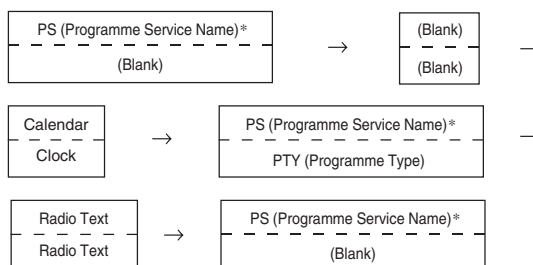 PS (Programme Service Name)*
(Blank)
→
(Blank)
(Blank)
Calendar
Clock
→
PS (Programme Service Name)*
PTY (Programme Type)
Radio Text
Radio Text
→
PS (Programme Service Name)*
(Blank)